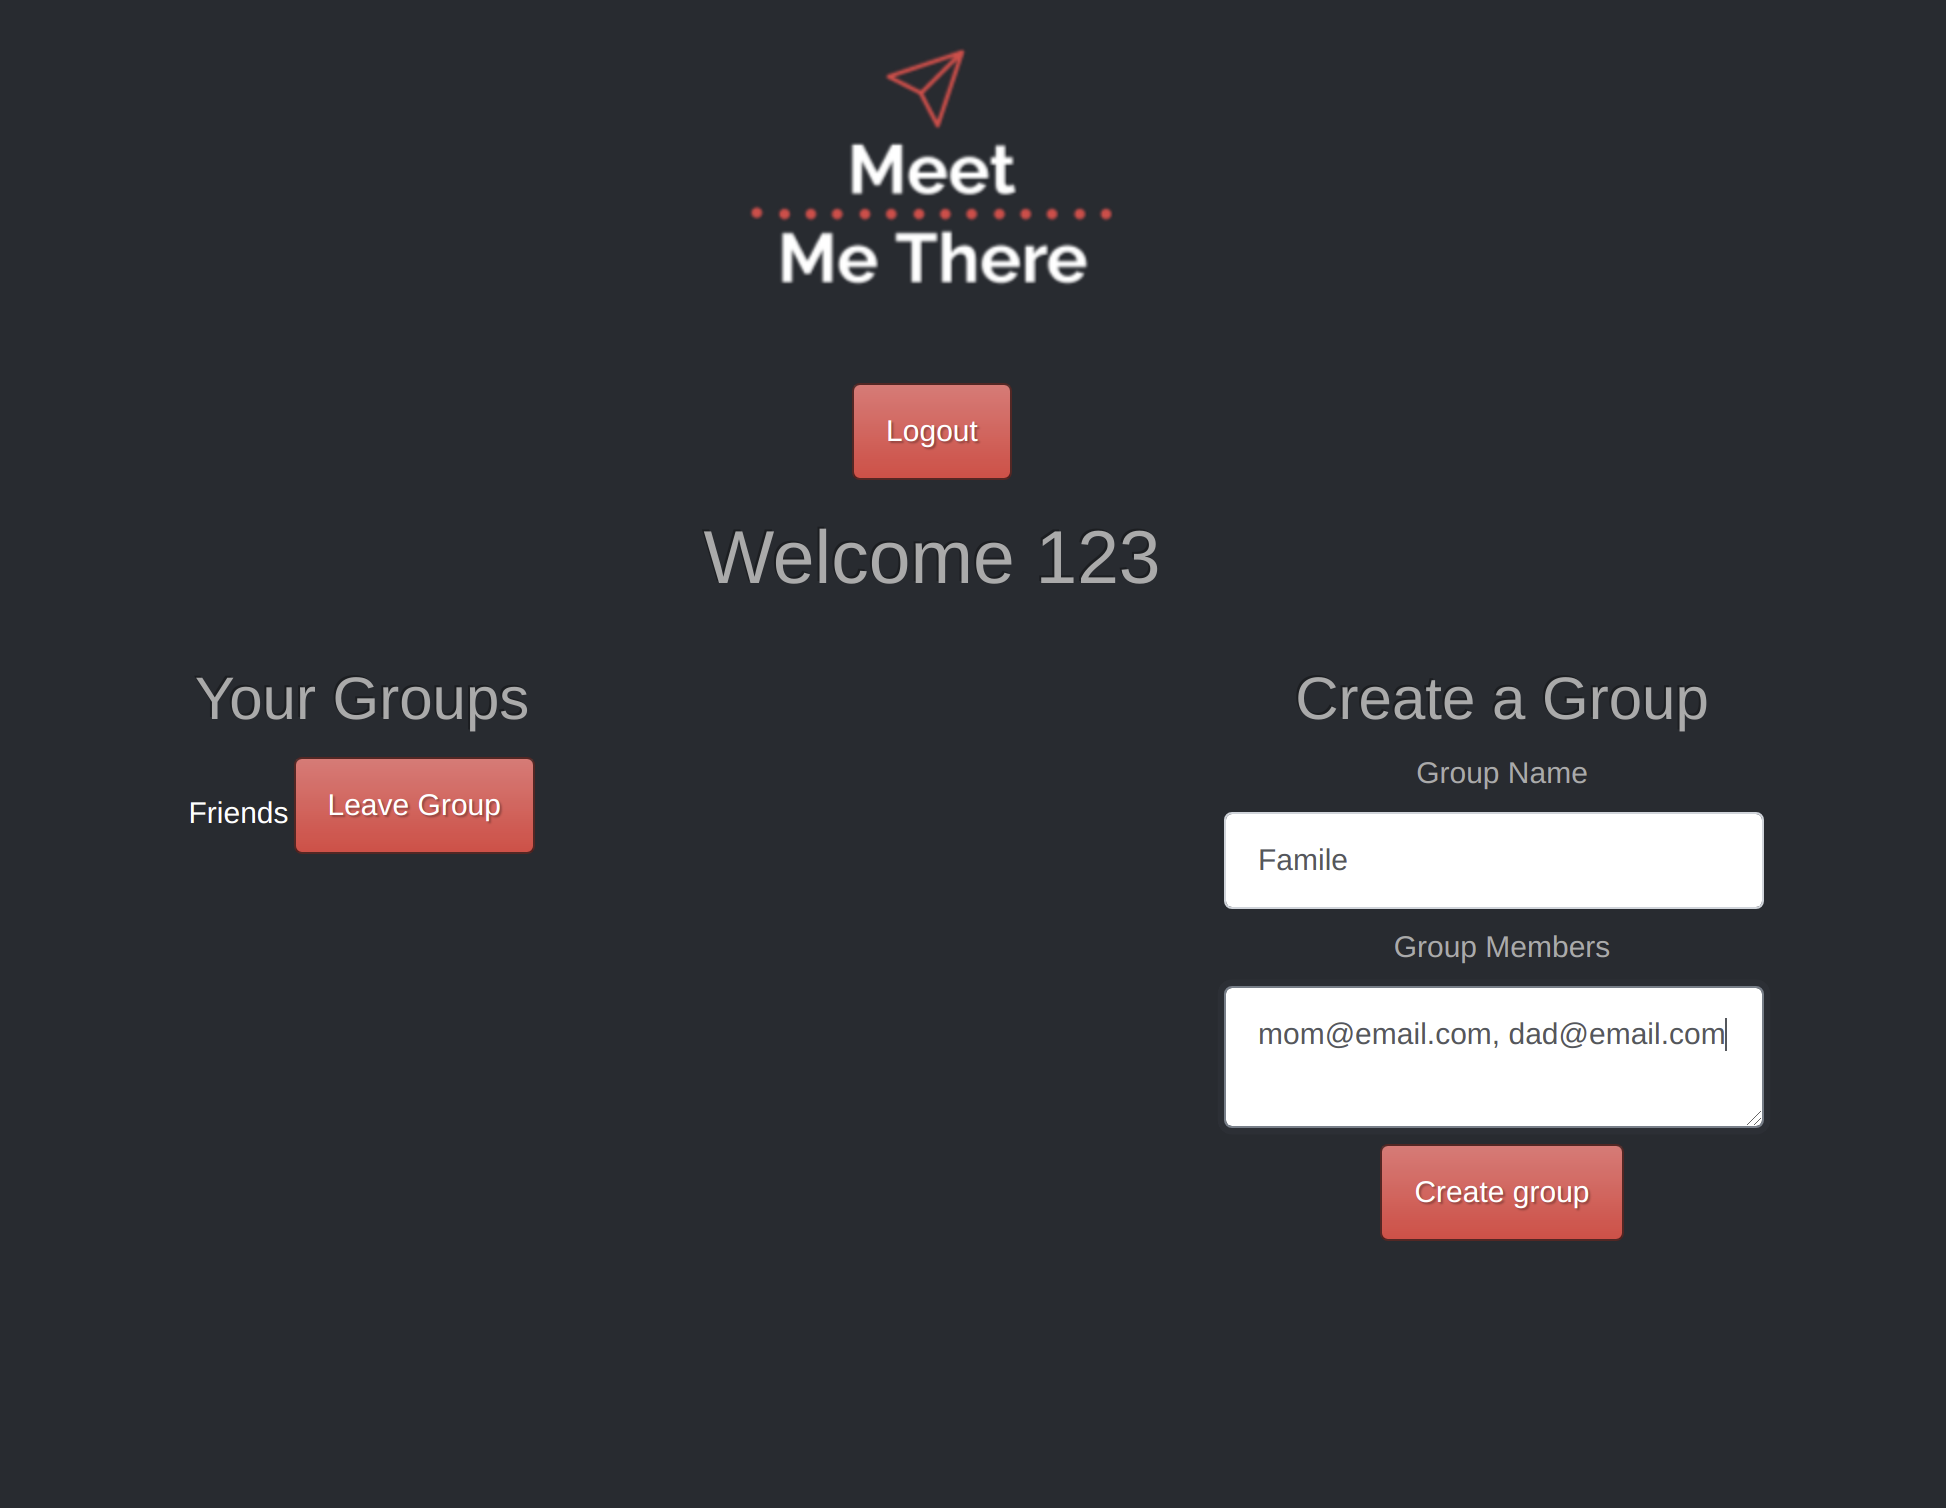 Meet
Me There
Logout
Welcome 123
Your Groups
Friends
Leave Group
Create a Group
Group Name
Famile
Group Members
mom@email.com, dad@email.com
Create group